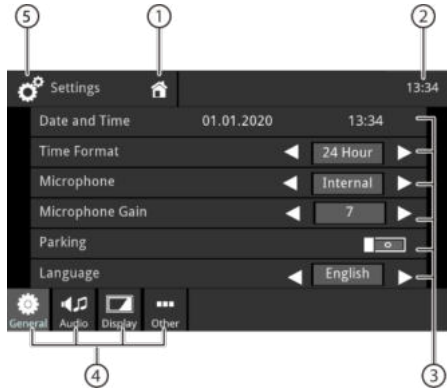 5 1 2
Settings 13:34
Date and Time 01.01.2020 13:34
Time Format 24 Hour
Microphone Internal
Microphone Gain 7
Parking
Language English
General Audio Display Other
4 3